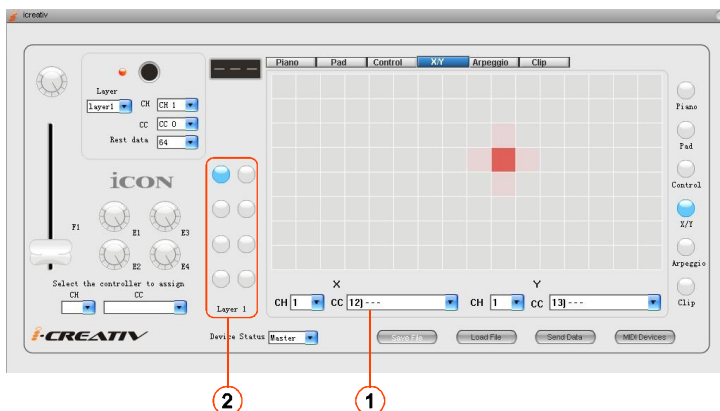 icreativ
Piano Pad Control X/Y Arpeggio Clip
Layer
layer1 CH CH 1
CC CC 0
Rest data 64
iCON
F1 E1 E3
E2 E4
Select the controller to assign
CH CC
Layer 1
X Y
CH 1 CC 12)--- CH 1 CC 13)---
Piano
Pad
Control
X/Y
Arpeggio
Clip
i-CREATIV
Device Status Master Save File Load File Send Data MIDI Devices
2 1